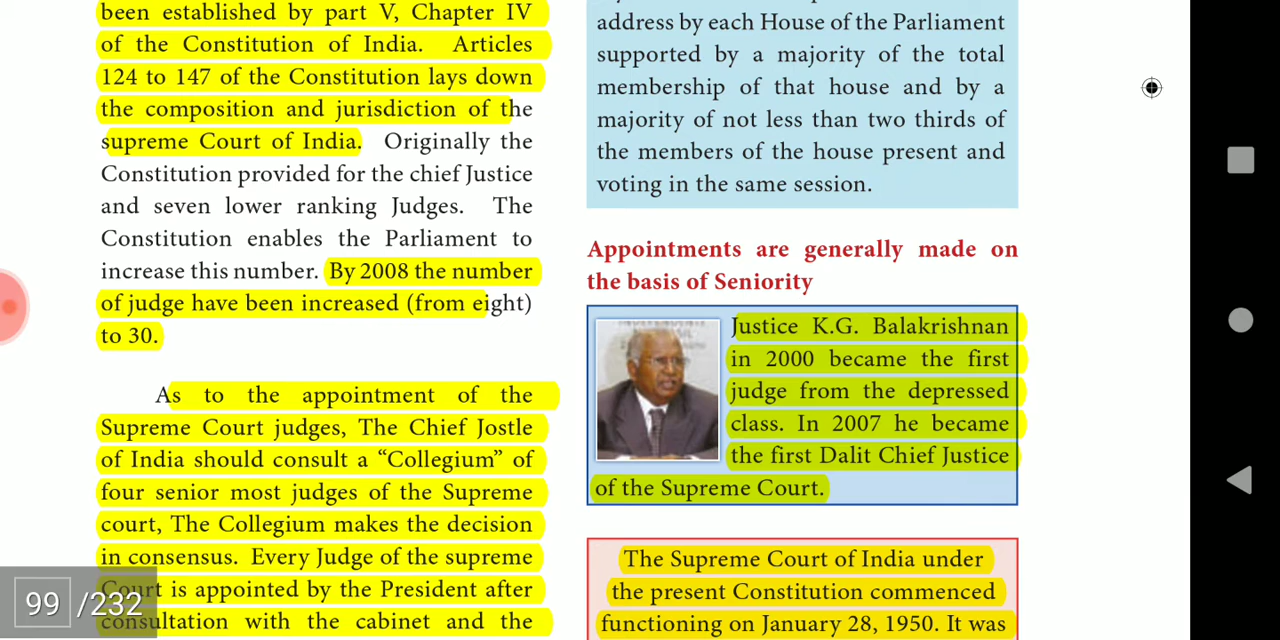 been established by part V, Chapter IV
of the Constitution of India. Articles
124 to 147 of the Constitution lays down
the composition and jurisdiction of the
supreme Court of India. Originally the
Constitution provided for the chief Justice
and seven lower ranking Judges. The
Constitution enables the Parliament to
increase this number. By 2008 the number
of judge have been increased (from eight)
to 30.
As to the appointment of the
Supreme Court judges, The Chief Jostle
of India should consult a “Collegium” of
four senior most judges of the Supreme
court, The Collegium makes the decision
in consensus. Every Judge of the supreme
Court is appointed by the President after
consultation with the cabinet and the
99 /232
address by each House of the Parliament
supported by a majority of the total
membership of that house and by a
majority of not less than two thirds of
the members of the house present and
voting in the same session.
Appointments are generally made on
the basis of Seniority
Justice K.G. Balakrishnan
in 2000 became the first
judge from the depressed
class. In 2007 he became
the first Dalit Chief Justice
of the Supreme Court.
The Supreme Court of India under
the present Constitution commenced
functioning on January 28, 1950. It was